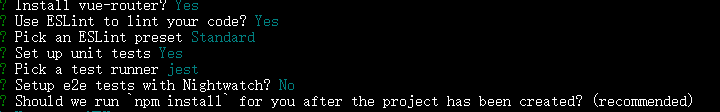 ? Install vue-router? Yes
? Use ESLint to lint your code? Yes
? Pick an ESLint preset Standard
? Set up unit tests Yes
? Pick a test runner jest
? Setup e2e tests with Nightwatch? No
? Should we run `npm install` for you after the project has been created? (recommended)